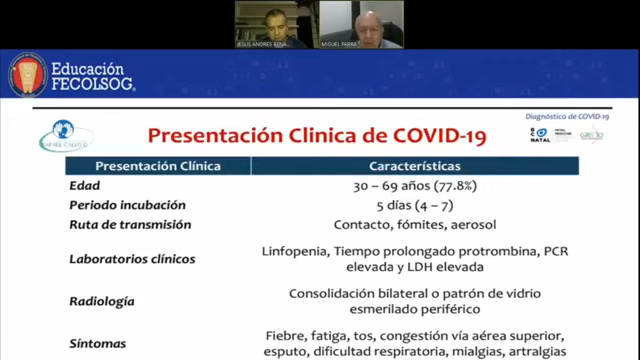 JESUS ANDRES BENA
MIGUEL PARRA
Educación
FECOLSOG
Diagnóstico de COVID-19
Presentación Clinica de COVID-19
NATAL
Presentación Clínica
Características
Edad
30 – 69 años (77.8%)
Periodo incubación
5 días (4 – 7)
Ruta de transmisión
Contacto, fómites, aerosol
Laboratorios clínicos
Linfopenia, Tiempo prolongado protrombina, PCR
elevada y LDH elevada
Radiología
Consolidación bilateral o patrón de vidrio
esmerilado periférico
Síntomas
Fiebre, fatiga, tos, congestión vía aérea superior,
esputo, dificultad respiratoria, mialgias, artralgias